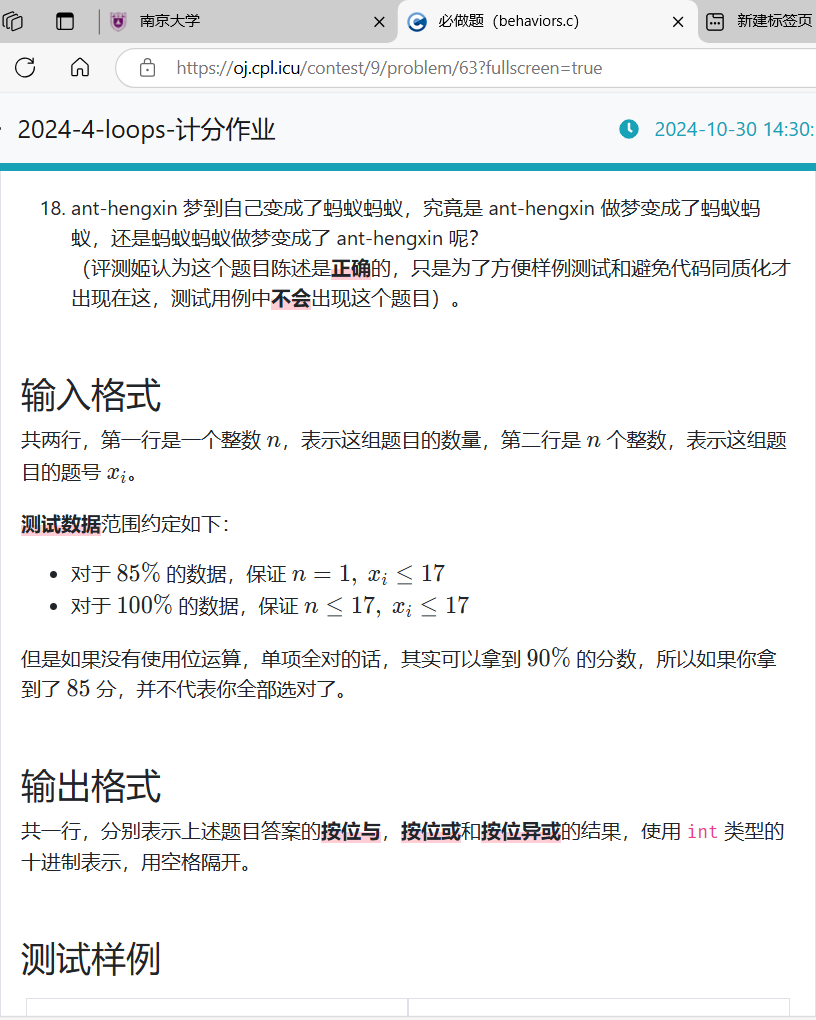 南京大学
必做题（behaviors.c）
新建标签页
https://oj.cpl.icu/contest/9/problem/63?fullscreen=true
2024-4-loops-计分作业
2024-10-30 14:30:
18. ant-hengxin 梦到自己变成了蚂蚁蚂蚁，究竟是 ant-hengxin 做梦变成了蚂蚁蚂
蚁，还是蚂蚁蚂蚁做梦变成了 ant-hengxin 呢？
（评测姬认为这个题目陈述是正确的，只是为了方便样例测试和避免代码同质化才
出现在这，测试用例中不会出现这个题目）。
输入格式
共两行，第一行是一个整数 n，表示这组题目的数量，第二行是 n 个整数，表示这组题
目的题号 xᵢ。
测试数据范围约定如下：
• 对于 85% 的数据，保证 n = 1, xᵢ ≤ 17
• 对于 100% 的数据，保证 n ≤ 17, xᵢ ≤ 17
但是如果没有使用位运算，单项全对的话，其实可以拿到 90% 的分数，所以如果你拿
到了 85 分，并不代表你全部选对了。
输出格式
共一行，分别表示上述题目答案的按位与，按位或和按位异或的结果，使用 int 类型的
十进制表示，用空格隔开。
测试样例